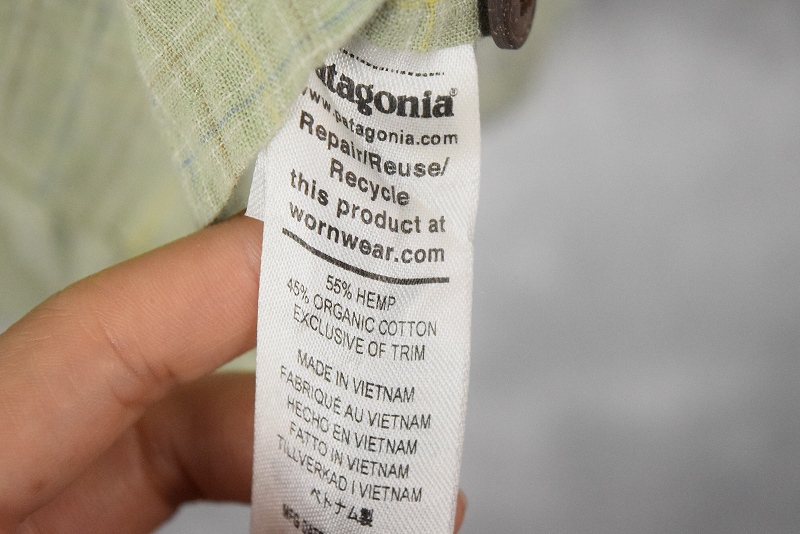 Patagonia®
www.patagonia.com
Repair/Reuse/
Recycle
this product at
wornwear.com
55% HEMP
45% ORGANIC COTTON
EXCLUSIVE OF TRIM
MADE IN VIETNAM
FABRIQUÉ AU VIETNAM
HECHO EN VIETNAM
FATTO IN VIETNAM
TILLVERKAD I VIETNAM
ベトナム製
MFG